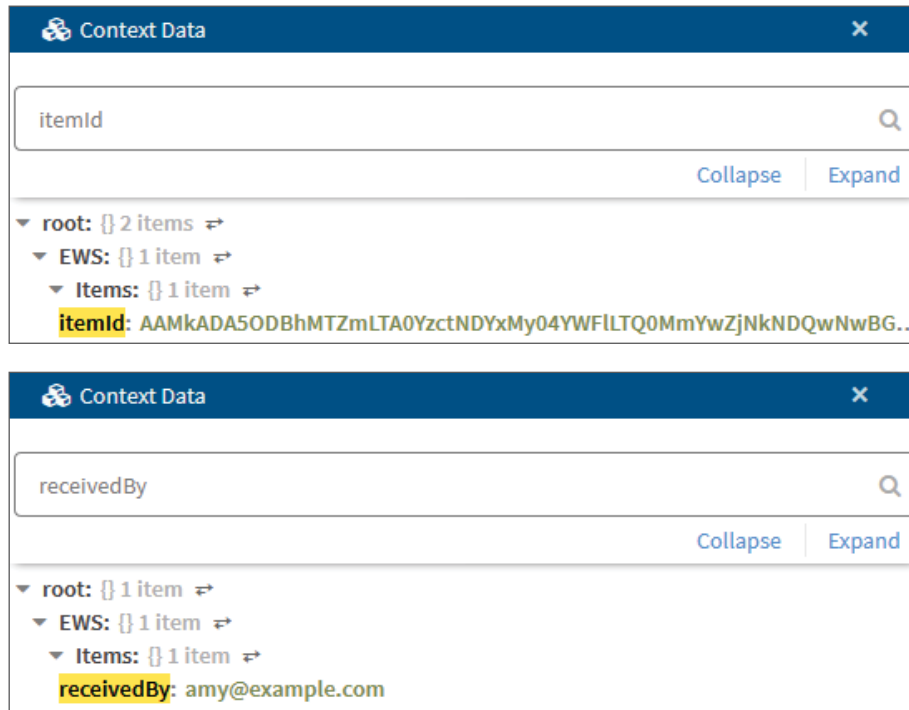 Context Data ×
itemId
Collapse Expand
root: {} 2 items
EWS: {} 1 item
Items: {} 1 item
itemId: AAMkADA5ODBhMTZmLTA0YzctNDYxMy04YWFlLTQ0MmYwZjNkNDQwNwBG..
Context Data ×
receivedBy
Collapse Expand
root: {} 1 item
EWS: {} 1 item
Items: {} 1 item
receivedBy: amy@example.com